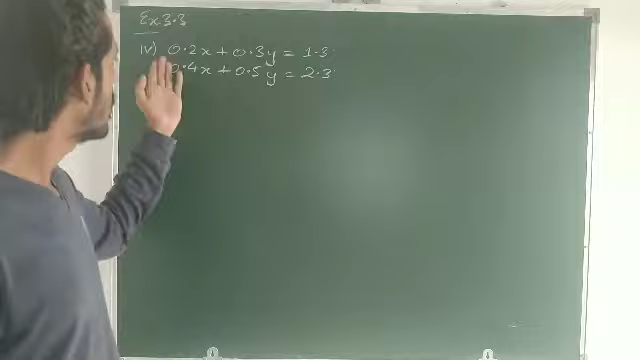 Ex 3.3
iv) 0.2x + 0.3y = 1.3
0.4x + 0.5y = 2.3